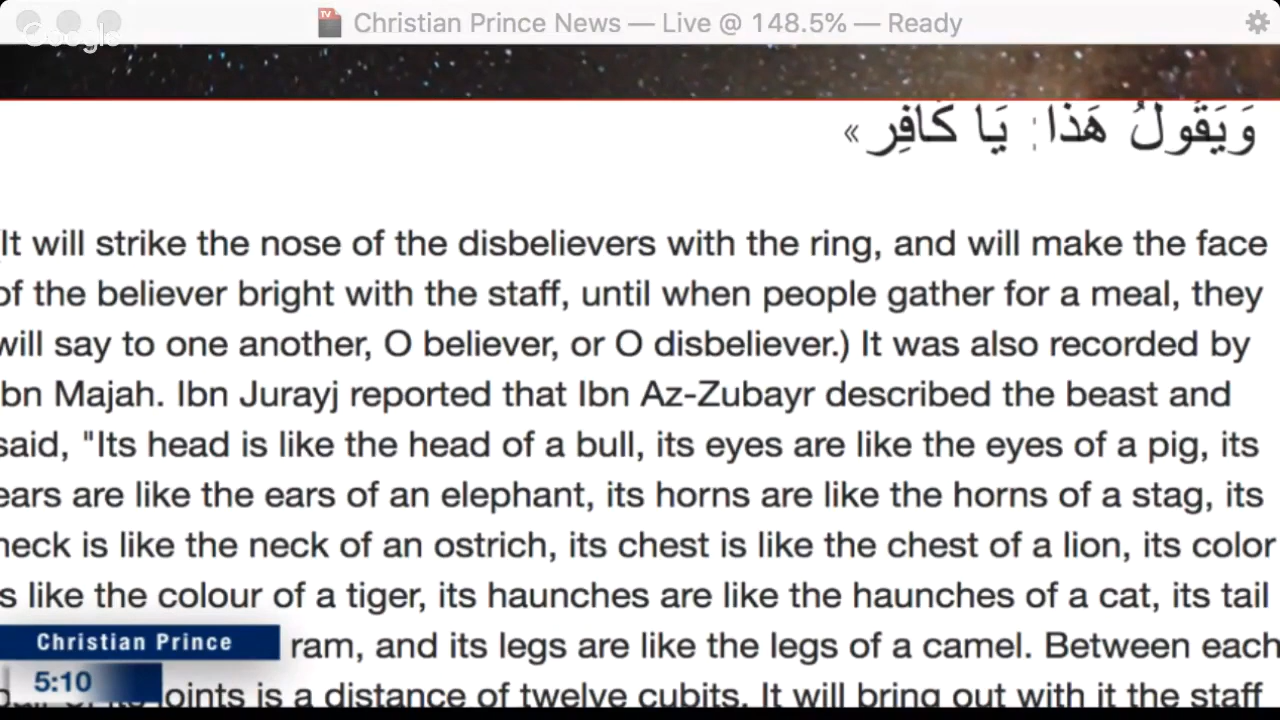 Christian Prince News — Live @ 148.5% — Ready
Google
وَيَقُولُ هَذَا: يَا كَافِر»
It will strike the nose of the disbelievers with the ring, and will make the face
of the believer bright with the staff, until when people gather for a meal, they
will say to one another, O believer, or O disbeliever.) It was also recorded by
Ibn Majah. Ibn Jurayj reported that Ibn Az-Zubayr described the beast and
said, "Its head is like the head of a bull, its eyes are like the eyes of a pig, its
ears are like the ears of an elephant, its horns are like the horns of a stag, its
neck is like the neck of an ostrich, its chest is like the chest of a lion, its color
is like the colour of a tiger, its haunches are like the haunches of a cat, its tail
ram, and its legs are like the legs of a camel. Between each
joints is a distance of twelve cubits. It will bring out with it the staff
Christian Prince
5:10